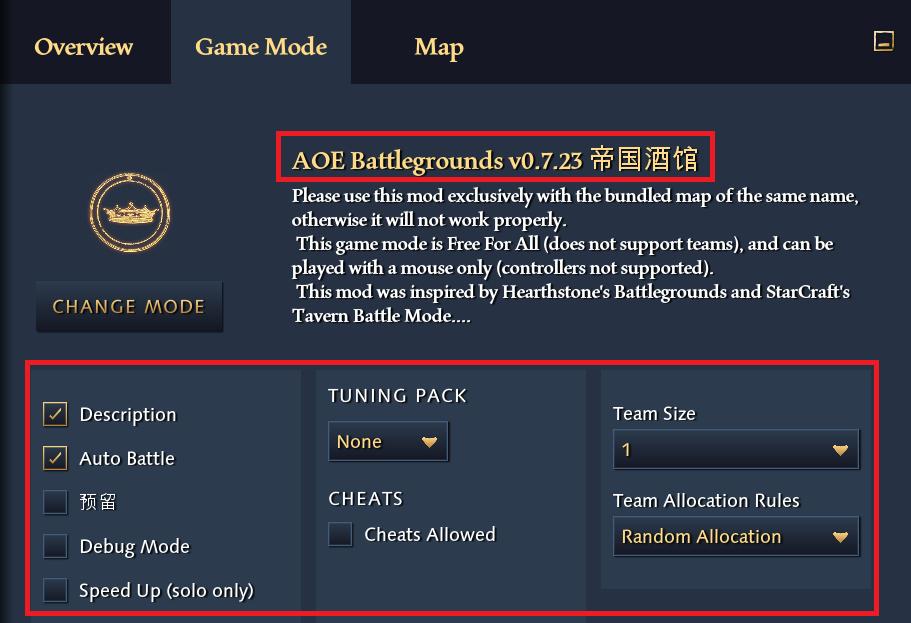 Overview
Game Mode
Map
AOE Battlegrounds v0.7.23 帝国酒馆
Please use this mod exclusively with the bundled map of the same name,
otherwise it will not work properly.
This game mode is Free For All (does not support teams), and can be
played with a mouse only (controllers not supported).
This mod was inspired by Hearthstone's Battlegrounds and StarCraft's
Tavern Battle Mode....
CHANGE MODE
Description
Auto Battle
预留
Debug Mode
Speed Up (solo only)
TUNING PACK
None
CHEATS
Cheats Allowed
Team Size
1
Team Allocation Rules
Random Allocation